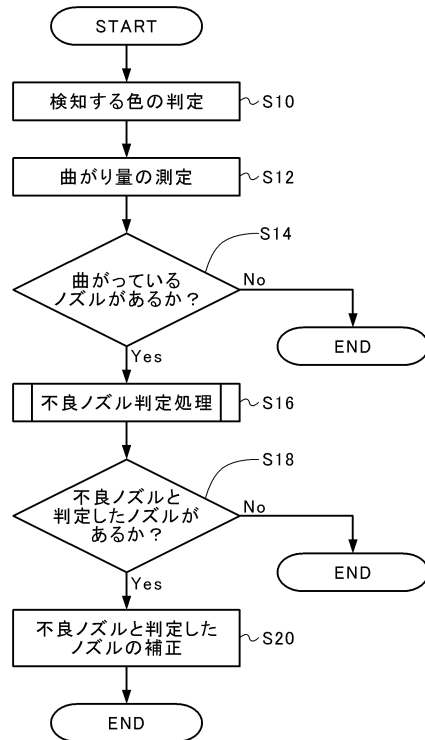 START
検知する色の判定
S10
曲がり量の測定
S12
S14
曲がっている
ノズルがあるか？
No
END
Yes
不良ノズル判定処理
S16
S18
不良ノズルと
判定したノズルが
あるか？
No
END
Yes
不良ノズルと判定した
ノズルの補正
S20
END